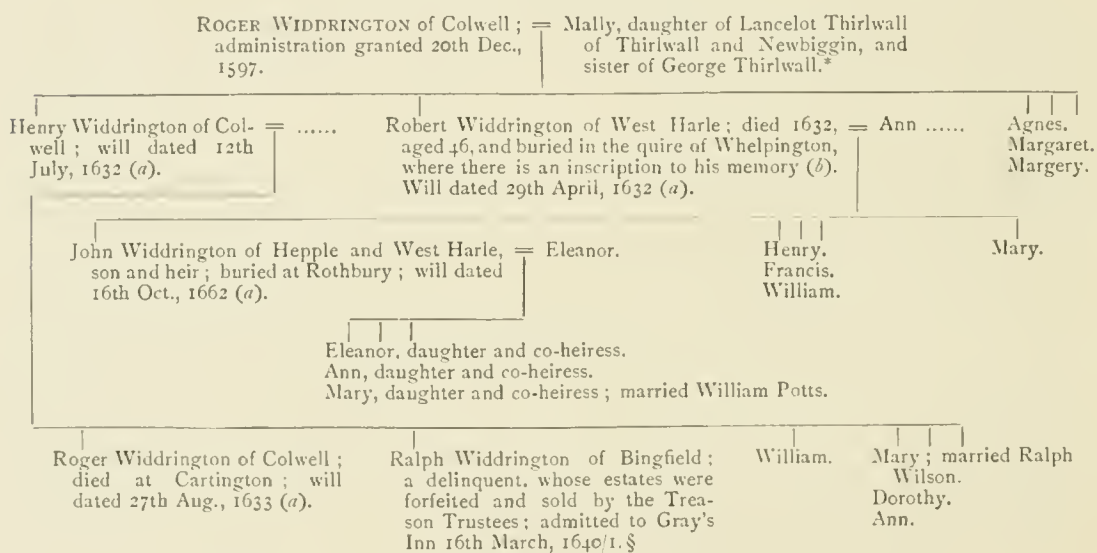 ROGER WIDDRINGTON of Colwell ; = Mally, daughter of Lancelot Thirlwall
administration granted 20th Dec., of Thirlwall and Newbiggin, and
1597. sister of George Thirlwall.*
Henry Widdrington of Col- = ......
well ; will dated 12th
July, 1632 (a).
Robert Widdrington of West Harle ; died 1632, = Ann ......
aged 46, and buried in the quire of Whelpington,
where there is an inscription to his memory (b).
Will dated 29th April, 1632 (a).
Agnes.
Margaret.
Margery.
John Widdrington of Hepple and West Harle, = Eleanor.
son and heir ; buried at Rothbury ; will dated
16th Oct., 1662 (a).
Henry.
Francis.
William.
Mary.
Eleanor, daughter and co-heiress.
Ann, daughter and co-heiress.
Mary, daughter and co-heiress ; married William Potts.
Roger Widdrington of Colwell ;
died at Cartington ; will
dated 27th Aug., 1633 (a).
Ralph Widdrington of Bingfield ;
a delinquent, whose estates were
forfeited and sold by the Trea-
son Trustees ; admitted to Gray's
Inn 16th March, 1640/1. §
William.
Mary ; married Ralph
Wilson.
Dorothy.
Ann.